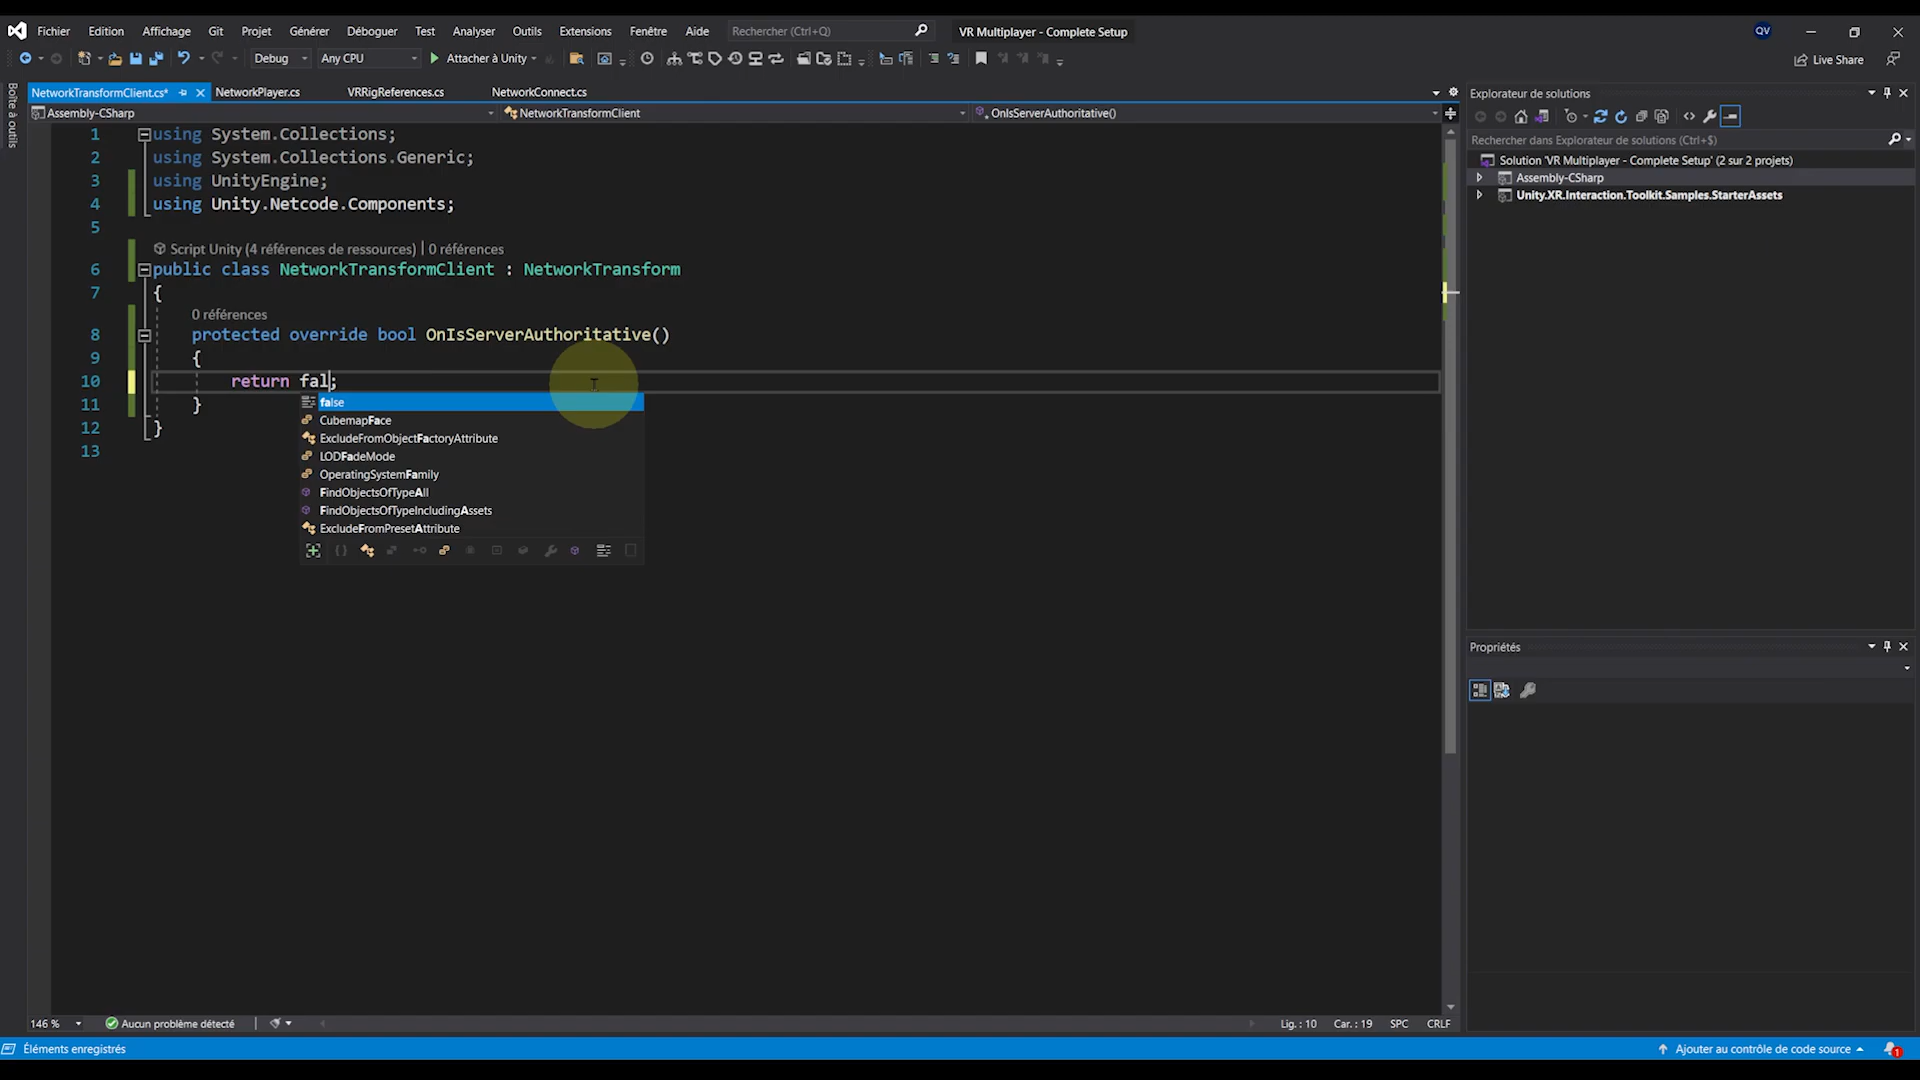 Fichier Edition Affichage Git Projet Générer Déboguer Test Analyser Outils Extensions Fenêtre Aide Rechercher (Ctrl+Q) VR Multiplayer - Complete Setup QV
Debug Any CPU Attacher à Unity Live Share
Boîte à outils
NetworkTransformClient.cs* NetworkPlayer.cs VRRigReferences.cs NetworkConnect.cs
Assembly-CSharp NetworkTransformClient OnIsServerAuthoritative()
1 using System.Collections;
2 using System.Collections.Generic;
3 using UnityEngine;
4 using Unity.Netcode.Components;
5
Script Unity (4 références de ressources) | 0 références
6 public class NetworkTransformClient : NetworkTransform
7 {
0 références
8 protected override bool OnIsServerAuthoritative()
9 {
10 return fal;
11 }
12 }
13
false
CubemapFace
ExcludeFromObjectFactoryAttribute
LODFadeMode
OperatingSystemFamily
FindObjectsOfTypeAll
FindObjectsOfTypeIncludingAssets
ExcludeFromPresetAttribute
Explorateur de solutions
Rechercher dans Explorateur de solutions (Ctrl+$)
Solution 'VR Multiplayer - Complete Setup' (2 sur 2 projets)
Assembly-CSharp
Unity.XR.Interaction.Toolkit.Samples.StarterAssets
Propriétés
146 % Aucun problème détecté Lig. : 10 Car. : 19 SPC CRLF
Éléments enregistrés Ajouter au contrôle de code source 1